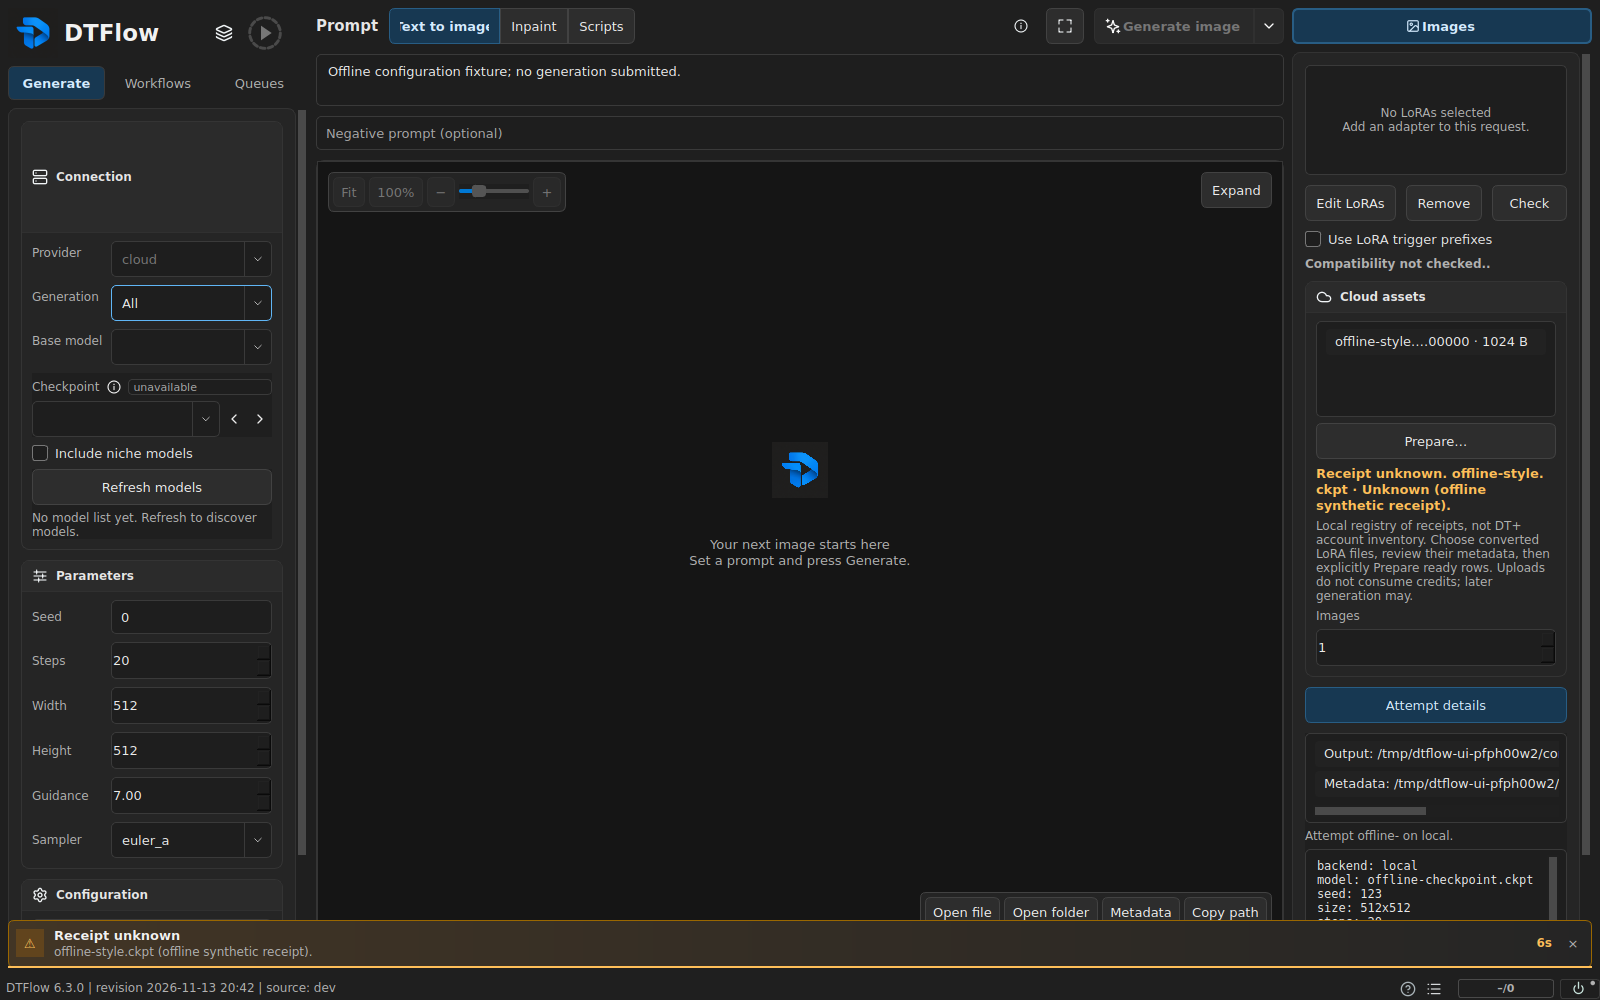 DTFlow
Generate
Workflows
Queues
Connection
Provider
cloud
Generation
All
Base model
Checkpoint
unavailable
Include niche models
Refresh models
No model list yet. Refresh to discover
models.
Parameters
Seed
0
Steps
20
Width
512
Height
512
Guidance
7.00
Sampler
euler_a
Configuration
Prompt
Text to image
Inpaint
Scripts
Generate image
Offline configuration fixture; no generation submitted.
Negative prompt (optional)
Fit
100%
−
+
Expand
Your next image starts here
Set a prompt and press Generate.
Open file
Open folder
Metadata
Copy path
Images
No LoRAs selected
Add an adapter to this request.
Edit LoRAs
Remove
Check
Use LoRA trigger prefixes
Compatibility not checked..
Cloud assets
offline-style....00000 · 1024 B
Prepare...
Receipt unknown. offline-style.
ckpt · Unknown (offline
synthetic receipt).
Local registry of receipts, not DT+
account inventory. Choose converted
LoRA files, review their metadata, then
explicitly Prepare ready rows. Uploads
do not consume credits; later
generation may.
Images
1
Attempt details
Output: /tmp/dtflow-ui-pfph00w2/co
Metadata: /tmp/dtflow-ui-pfph00w2/
Attempt offline- on local.
backend: local
model: offline-checkpoint.ckpt
seed: 123
size: 512x512
Receipt unknown
offline-style.ckpt (offline synthetic receipt).
6s
×
DTFlow 6.3.0 | revision 2026-11-13 20:42 | source: dev
–/0